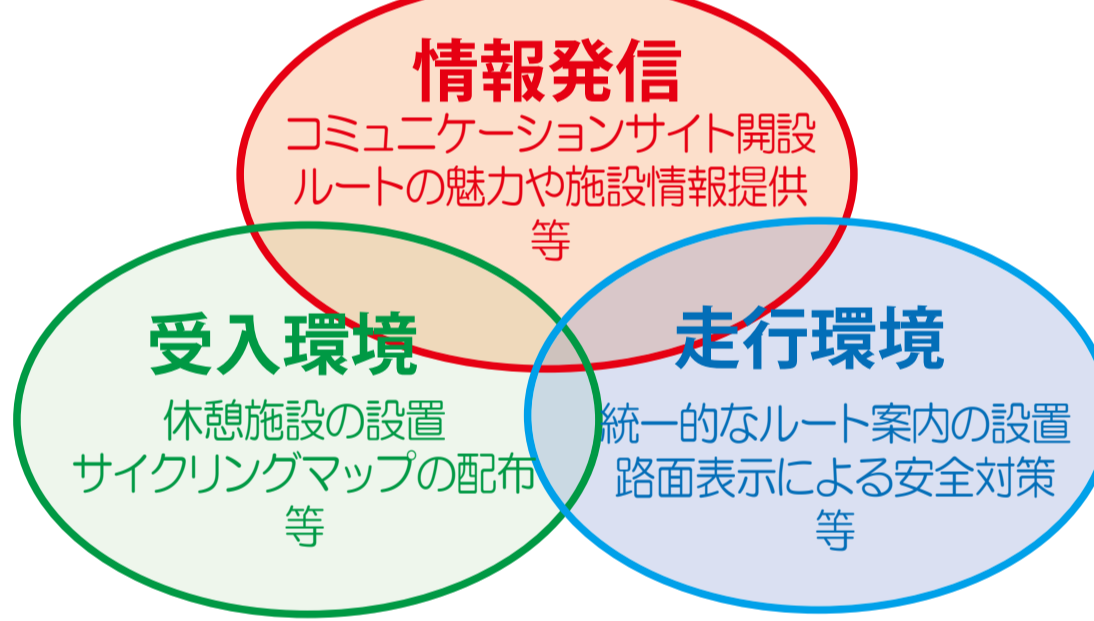 情報発信
コミュニケーションサイト開設
ルートの魅力や施設情報提供
等
受入環境
休憩施設の設置
サイクリングマップの配布
等
走行環境
統一的なルート案内の設置
路面表示による安全対策
等